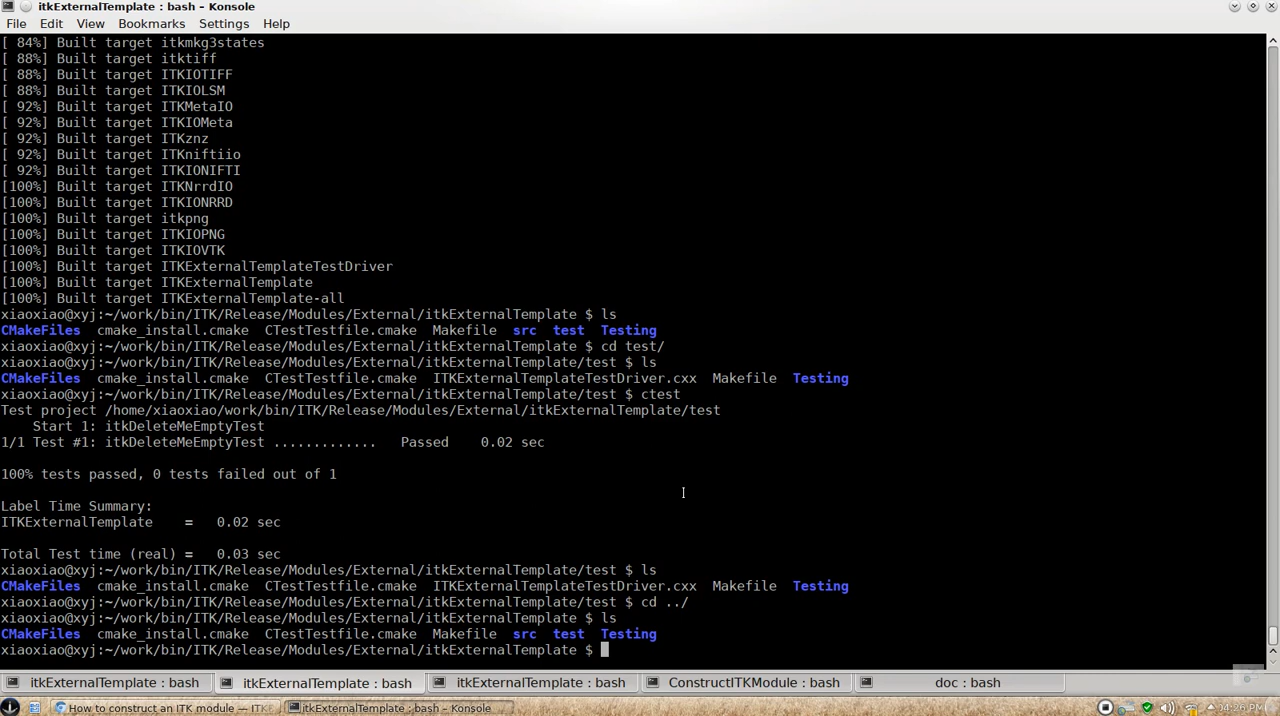 itkExternalTemplate : bash – Konsole
File Edit View Bookmarks Settings Help
[ 84%] Built target itkmkg3states
[ 88%] Built target itktiff
[ 88%] Built target ITKIOTIFF
[ 88%] Built target ITKIOLSM
[ 92%] Built target ITKMetaIO
[ 92%] Built target ITKIOMeta
[ 92%] Built target ITKznz
[ 92%] Built target ITKniftiio
[ 92%] Built target ITKIONIFTI
[100%] Built target ITKNrrdIO
[100%] Built target ITKIONRRD
[100%] Built target itkpng
[100%] Built target ITKIOPNG
[100%] Built target ITKIOVTK
[100%] Built target ITKExternalTemplateTestDriver
[100%] Built target ITKExternalTemplate
[100%] Built target ITKExternalTemplate-all
xiaoxiao@xyj:~/work/bin/ITK/Release/Modules/External/itkExternalTemplate $ ls
CMakeFiles cmake_install.cmake CTestTestfile.cmake Makefile src test Testing
xiaoxiao@xyj:~/work/bin/ITK/Release/Modules/External/itkExternalTemplate $ cd test/
xiaoxiao@xyj:~/work/bin/ITK/Release/Modules/External/itkExternalTemplate/test $ ls
CMakeFiles cmake_install.cmake CTestTestfile.cmake ITKExternalTemplateTestDriver.cxx Makefile Testing
xiaoxiao@xyj:~/work/bin/ITK/Release/Modules/External/itkExternalTemplate/test $ ctest
Test project /home/xiaoxiao/work/bin/ITK/Release/Modules/External/itkExternalTemplate/test
Start 1: itkDeleteMeEmptyTest
1/1 Test #1: itkDeleteMeEmptyTest ............. Passed 0.02 sec
100% tests passed, 0 tests failed out of 1
Label Time Summary:
ITKExternalTemplate = 0.02 sec
Total Test time (real) = 0.03 sec
xiaoxiao@xyj:~/work/bin/ITK/Release/Modules/External/itkExternalTemplate/test $ ls
CMakeFiles cmake_install.cmake CTestTestfile.cmake ITKExternalTemplateTestDriver.cxx Makefile Testing
xiaoxiao@xyj:~/work/bin/ITK/Release/Modules/External/itkExternalTemplate/test $ cd ../
xiaoxiao@xyj:~/work/bin/ITK/Release/Modules/External/itkExternalTemplate $ ls
CMakeFiles cmake_install.cmake CTestTestfile.cmake Makefile src test Testing
xiaoxiao@xyj:~/work/bin/ITK/Release/Modules/External/itkExternalTemplate $
itkExternalTemplate : bash itkExternalTemplate : bash itkExternalTemplate : bash ConstructITKModule : bash doc : bash
How to construct an ITK module — ITK itkExternalTemplate : bash – Konsole 04:26 PM